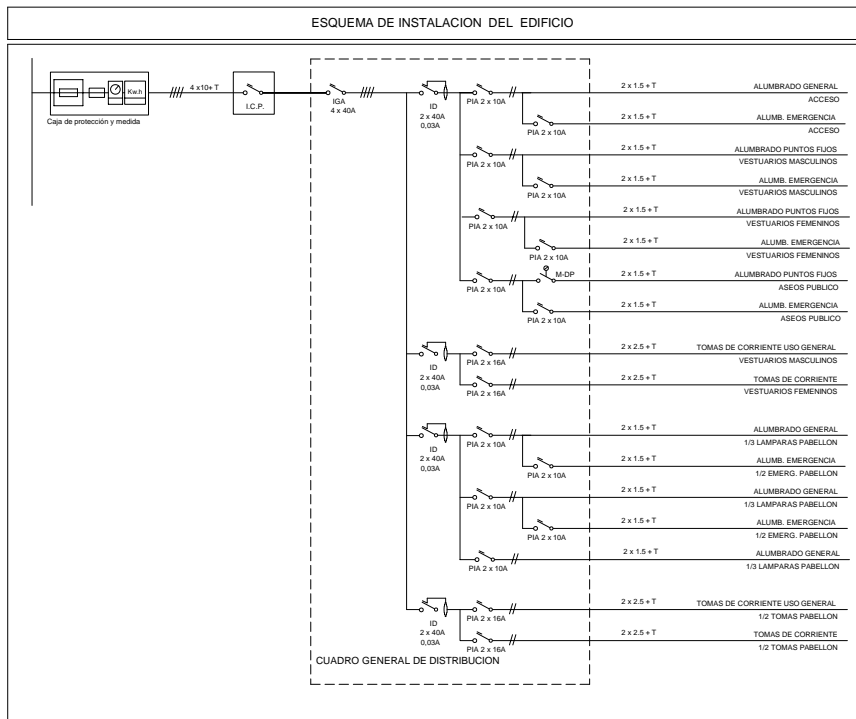 ESQUEMA DE INSTALACION DEL EDIFICIO
Kw.h
4 x10+ T
Caja de protección y medida
I.C.P.
IGA
4 x 40A
ID
2 x 40A
0,03A
PIA 2 x 10A
2 x 1.5 + T
ALUMBRADO GENERAL
ACCESO
PIA 2 x 10A
2 x 1.5 + T
ALUMB. EMERGENCIA
ACCESO
PIA 2 x 10A
2 x 1.5 + T
ALUMBRADO PUNTOS FIJOS
VESTUARIOS MASCULINOS
PIA 2 x 10A
2 x 1.5 + T
ALUMB. EMERGENCIA
VESTUARIOS MASCULINOS
PIA 2 x 10A
2 x 1.5 + T
ALUMBRADO PUNTOS FIJOS
VESTUARIOS FEMENINOS
PIA 2 x 10A
2 x 1.5 + T
ALUMB. EMERGENCIA
VESTUARIOS FEMENINOS
PIA 2 x 10A
M-DP
2 x 1.5 + T
ALUMBRADO PUNTOS FIJOS
ASEOS PUBLICO
PIA 2 x 10A
2 x 1.5 + T
ALUMB. EMERGENCIA
ASEOS PUBLICO
ID
2 x 40A
0,03A
PIA 2 x 16A
2 x 2.5 + T
TOMAS DE CORRIENTE USO GENERAL
VESTUARIOS MASCULINOS
PIA 2 x 16A
2 x 2.5 + T
TOMAS DE CORRIENTE
VESTUARIOS FEMENINOS
ID
2 x 40A
0,03A
PIA 2 x 10A
2 x 1.5 + T
ALUMBRADO GENERAL
1/3 LAMPARAS PABELLON
PIA 2 x 10A
2 x 1.5 + T
ALUMB. EMERGENCIA
1/2 EMERG. PABELLON
PIA 2 x 10A
2 x 1.5 + T
ALUMBRADO GENERAL
1/3 LAMPARAS PABELLON
PIA 2 x 10A
2 x 1.5 + T
ALUMB. EMERGENCIA
1/2 EMERG. PABELLON
PIA 2 x 10A
2 x 1.5 + T
ALUMBRADO GENERAL
1/3 LAMPARAS PABELLON
ID
2 x 40A
0,03A
PIA 2 x 16A
2 x 2.5 + T
TOMAS DE CORRIENTE USO GENERAL
1/2 TOMAS PABELLON
PIA 2 x 16A
2 x 2.5 + T
TOMAS DE CORRIENTE
1/2 TOMAS PABELLON
CUADRO GENERAL DE DISTRIBUCION